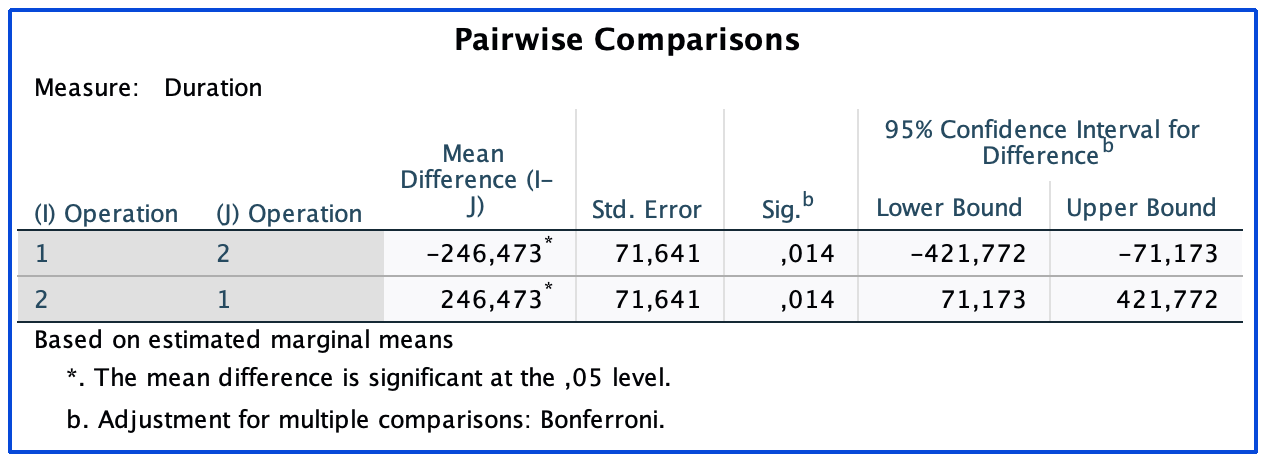 Pairwise Comparisons
Measure: Duration
(I) Operation (J) Operation Mean Difference (I–J) Std. Error Sig.b 95% Confidence Interval for Differenceb
Lower Bound Upper Bound
1 2 –246,473* 71,641 ,014 –421,772 –71,173
2 1 246,473* 71,641 ,014 71,173 421,772
Based on estimated marginal means
*. The mean difference is significant at the ,05 level.
b. Adjustment for multiple comparisons: Bonferroni.